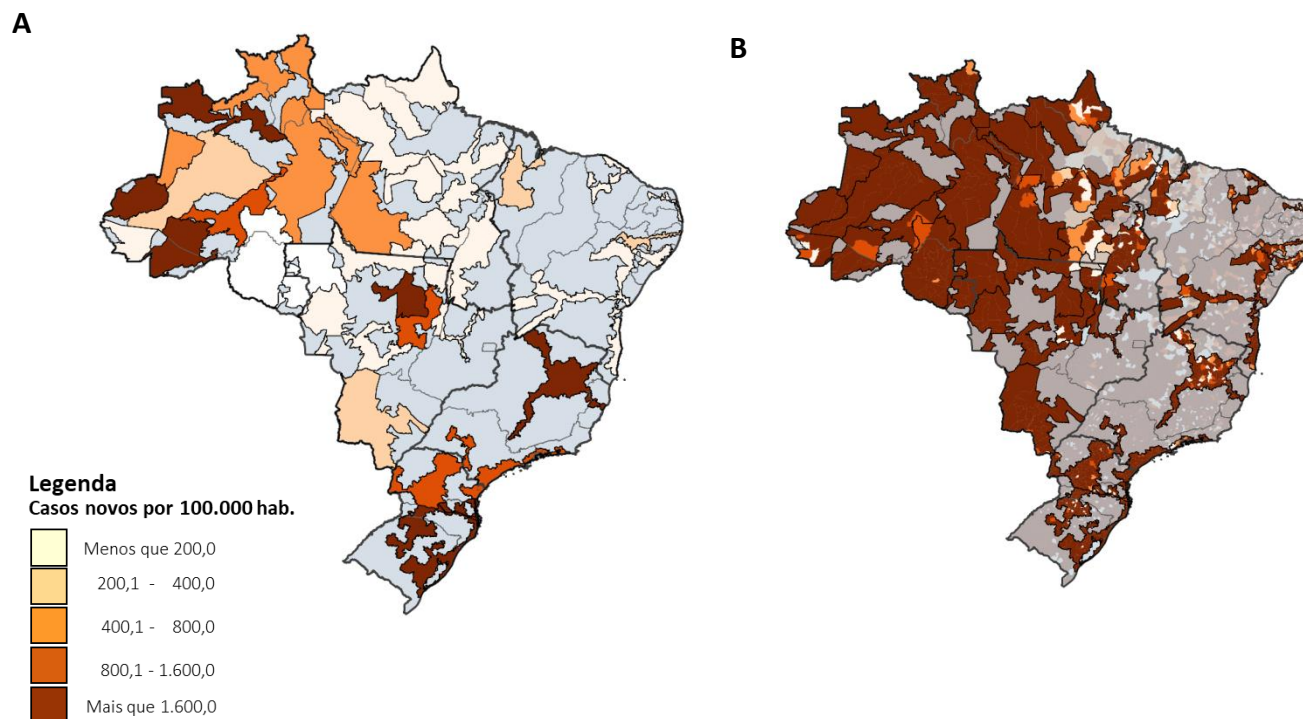 A
B
Legenda
Casos novos por 100.000 hab.
Menos que 200,0
200,1 - 400,0
400,1 - 800,0
800,1 - 1.600,0
Mais que 1.600,0